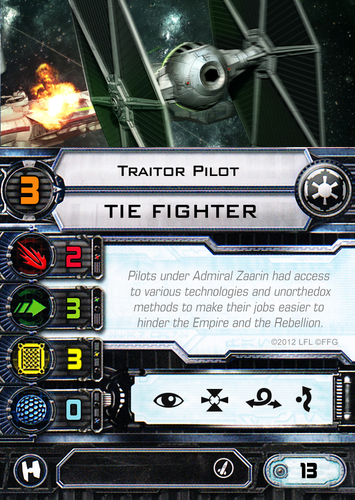 TRAITOR PILOT
3
TIE FIGHTER
2
3
3
0
Pilots under Admiral Zaarin had access
to various technologies and unorthedox
methods to make their jobs easier to
hinder the Empire and the Rebellion.
©2012 LFL ©FFG
13